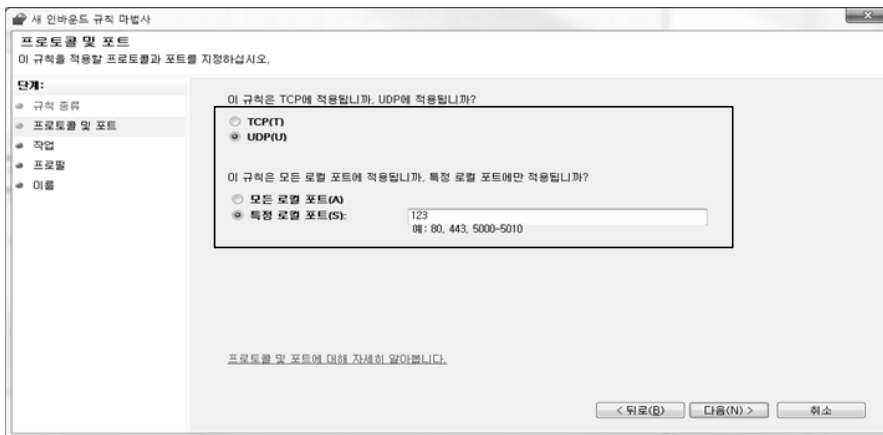 새 인바운드 규칙 마법사
프로토콜 및 포트
이 규칙을 적용할 프로토콜과 포트를 지정하십시오.
단계:
규칙 종류
프로토콜 및 포트
작업
프로필
이름
이 규칙은 TCP에 적용됩니까, UDP에 적용됩니까?
TCP(T)
UDP(U)
이 규칙은 모든 로컬 포트에 적용됩니까, 특정 로컬 포트에만 적용됩니까?
모든 로컬 포트(A)
특정 로컬 포트(S):
123
예: 80, 443, 5000-5010
프로토콜 및 포트에 대해 자세히 알아봅니다.
< 뒤로(B)
다음(N) >
취소